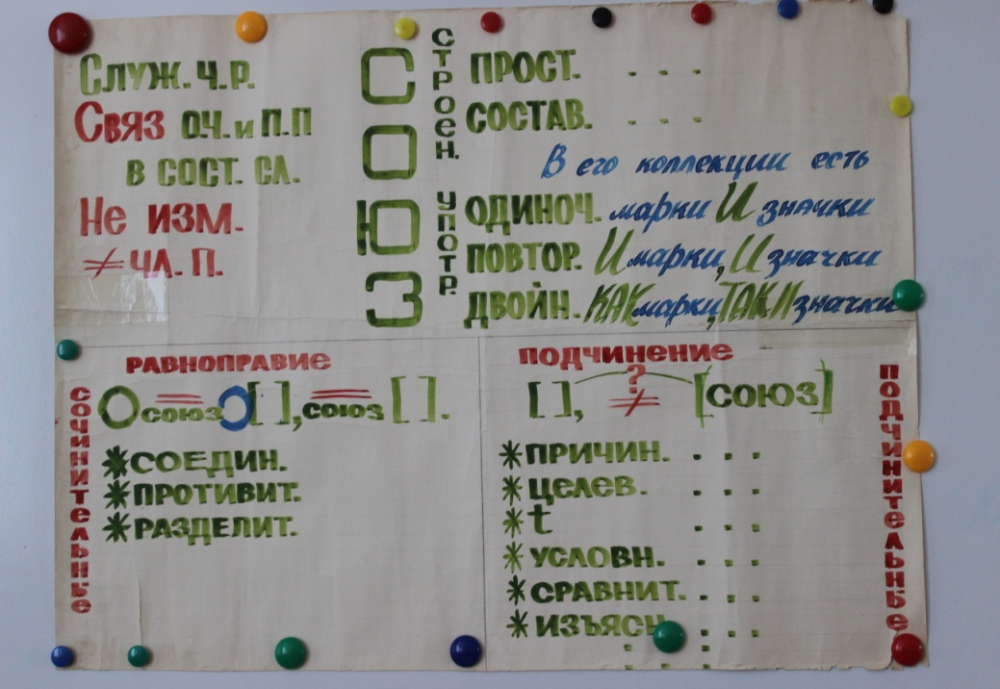 СЛУЖ. Ч.Р.
СВЯЗ О.Ч. и П.П
В СОСТ. СЛ.
НЕ ИЗМ.
≠ ЧЛ. П.
СОЮЗ
СТРОЕН.
ПРОСТ. . . .
СОСТАВ. . . .
УПОТР.
В его коллекции есть
ОДИНОЧ. марки И значки
ПОВТОР. И марки, И значки
ДВОЙН. КАК марки, ТАК И значки
РАВНОПРАВИЕ
СОЧИНИТЕЛЬНЫЕ
О союз О [ ], союз [ ].
*СОЕДИН.
*ПРОТИВИТ.
*РАЗДЕЛИТ.
ПОДЧИНЕНИЕ
?
[ ], ≠ [СОЮЗ]
ПОДЧИНИТЕЛЬНЫЕ
*ПРИЧИН. . . .
*ЦЕЛЕВ. . . .
*t . . .
*УСЛОВН. . . .
*СРАВНИТ. . . .
*ИЗЪЯСН . . .